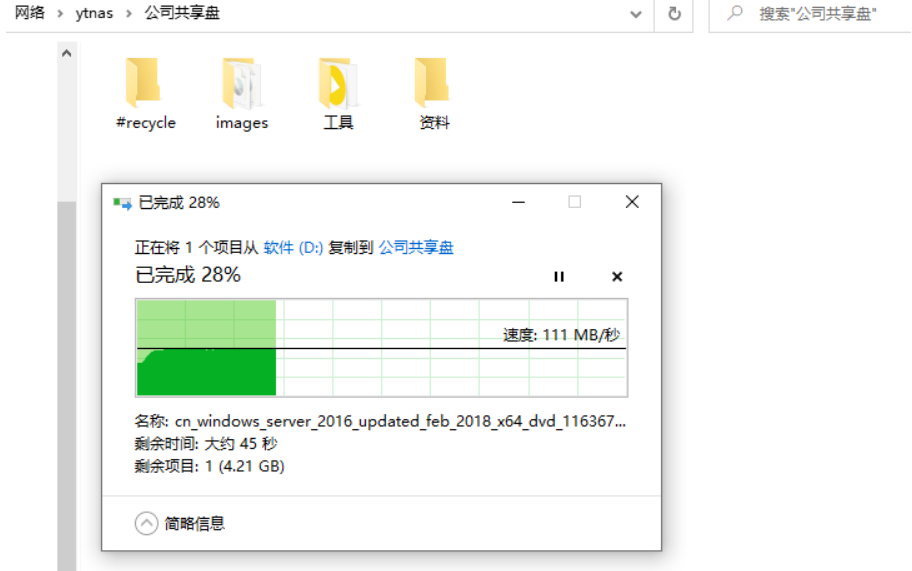 网络 › ytnas › 公司共享盘
搜索"公司共享盘"
#recycle images 工具 资料
已完成 28%
正在将 1 个项目从 软件 (D:) 复制到 公司共享盘
已完成 28%
速度: 111 MB/秒
名称: cn_windows_server_2016_updated_feb_2018_x64_dvd_116367...
剩余时间: 大约 45 秒
剩余项目: 1 (4.21 GB)
简略信息